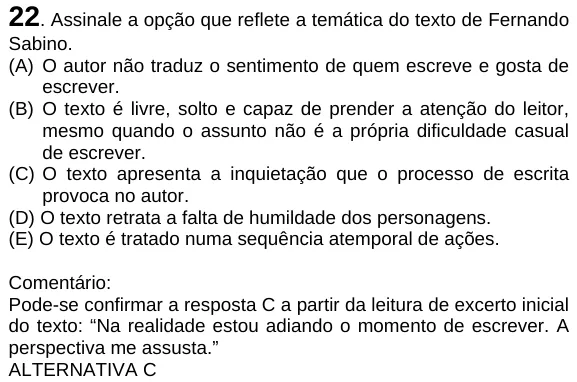 22. Assinale a opção que reflete a temática do texto de Fernando
Sabino.
(A) O autor não traduz o sentimento de quem escreve e gosta de
escrever.
(B) O texto é livre, solto e capaz de prender a atenção do leitor,
mesmo quando o assunto não é a própria dificuldade casual
de escrever.
(C) O texto apresenta a inquietação que o processo de escrita
provoca no autor.
(D) O texto retrata a falta de humildade dos personagens.
(E) O texto é tratado numa sequência atemporal de ações.
Comentário:
Pode-se confirmar a resposta C a partir da leitura de excerto inicial
do texto: “Na realidade estou adiando o momento de escrever. A
perspectiva me assusta.”
ALTERNATIVA C